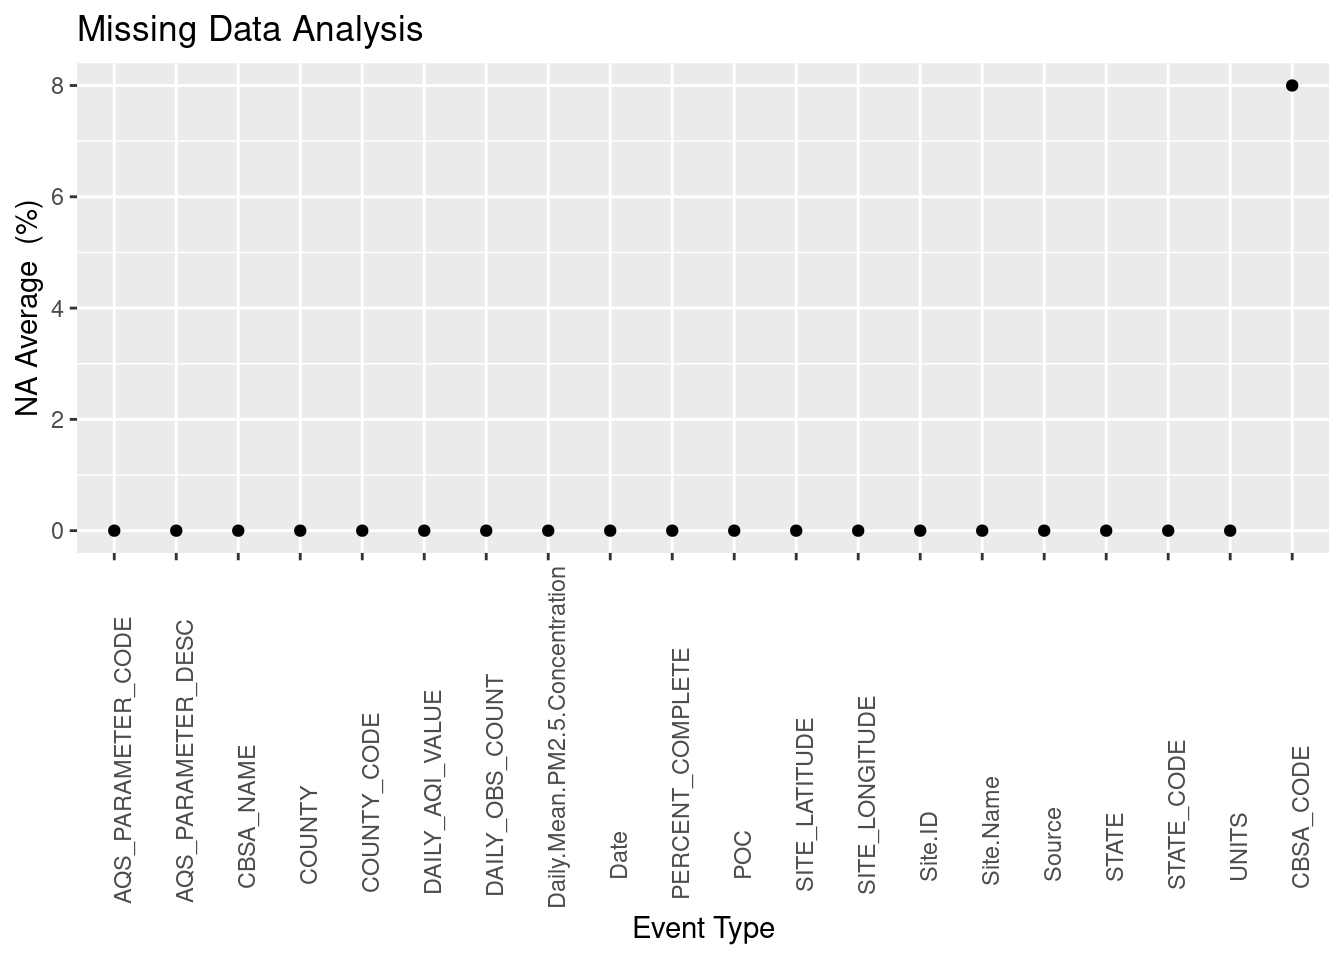 Missing Data Analysis
NA Average (%)
8
6
4
2
0
AQS_PARAMETER_CODE
AQS_PARAMETER_DESC
CBSA_NAME
COUNTY
COUNTY_CODE
DAILY_AQI_VALUE
DAILY_OBS_COUNT
Daily.Mean.PM2.5.Concentration
Date
PERCENT_COMPLETE
POC
SITE_LATITUDE
SITE_LONGITUDE
Site.ID
Site.Name
Source
STATE
STATE_CODE
UNITS
CBSA_CODE
Event Type